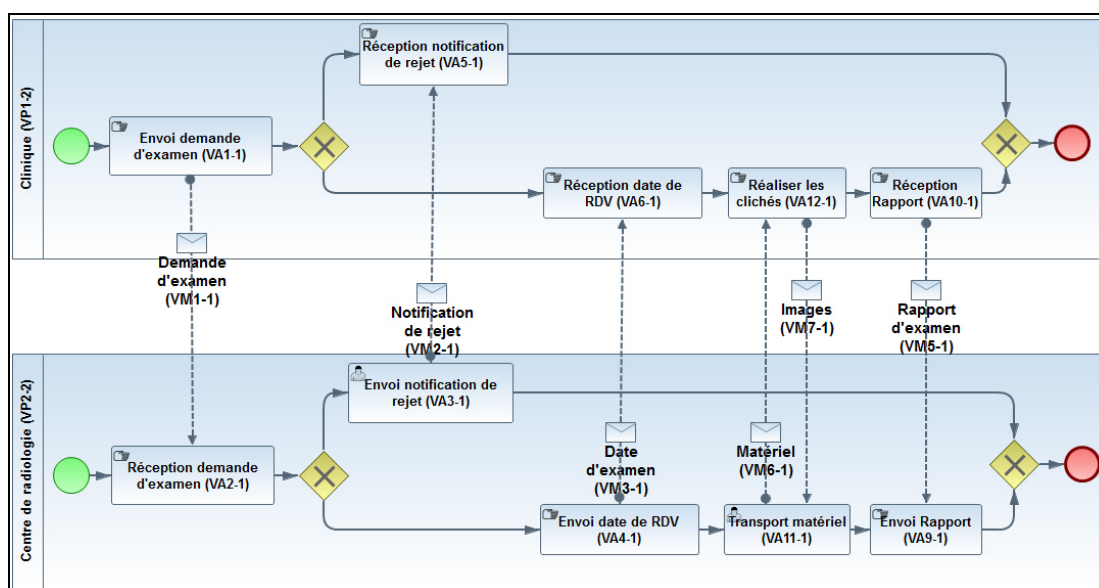 Clinique (VP1-2)
Réception notification
de rejet (VA5-1)
Envoi demande
d'examen (VA1-1)
Réception date de
RDV (VA6-1)
Réaliser les
clichés (VA12-1)
Réception
Rapport (VA10-1)
Demande
d'examen
(VM1-1)
Notification
de rejet
(VM2-1)
Images
(VM7-1)
Rapport
d'examen
(VM5-1)
Centre de radiologie (VP2-2)
Envoi notification de
rejet (VA3-1)
Réception demande
d'examen (VA2-1)
Date
d'examen
(VM3-1)
Matériel
(VM6-1)
Envoi date de RDV
(VA4-1)
Transport matériel
(VA11-1)
Envoi Rapport
(VA9-1)